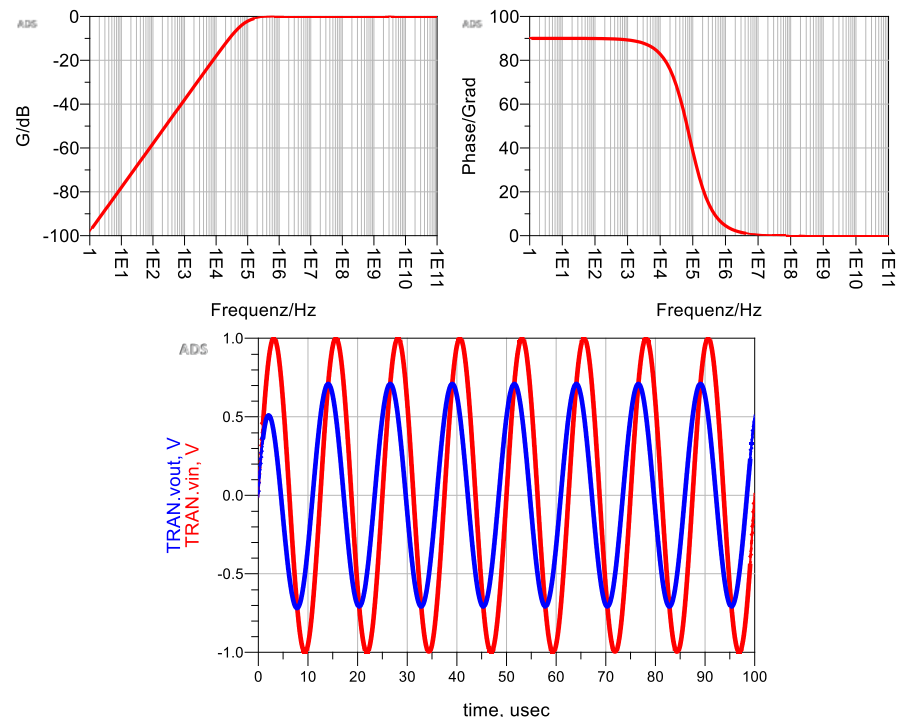 ADS
G/dB
0
-20
-40
-60
-80
-100
1
1E1
1E2
1E3
1E4
1E5
1E6
1E7
1E8
1E9
1E10
1E11
Frequenz/Hz
ADS
Phase/Grad
100
80
60
40
20
0
1
1E1
1E2
1E3
1E4
1E5
1E6
1E7
1E8
1E9
1E10
1E11
Frequenz/Hz
ADS
TRAN.vout, V
TRAN.vin, V
1.0
0.5
0.0
-0.5
-1.0
0 10 20 30 40 50 60 70 80 90 100
time, usec